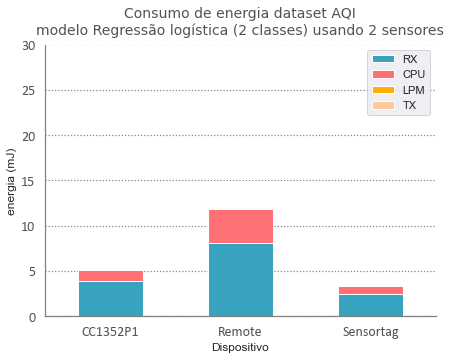 Consumo de energia dataset AQI
modelo Regressão logística (2 classes) usando 2 sensores
30
25
20
15
10
5
0
energia (mJ)
RX
CPU
LPM
TX
CC1352P1
Remote
Sensortag
Dispositivo